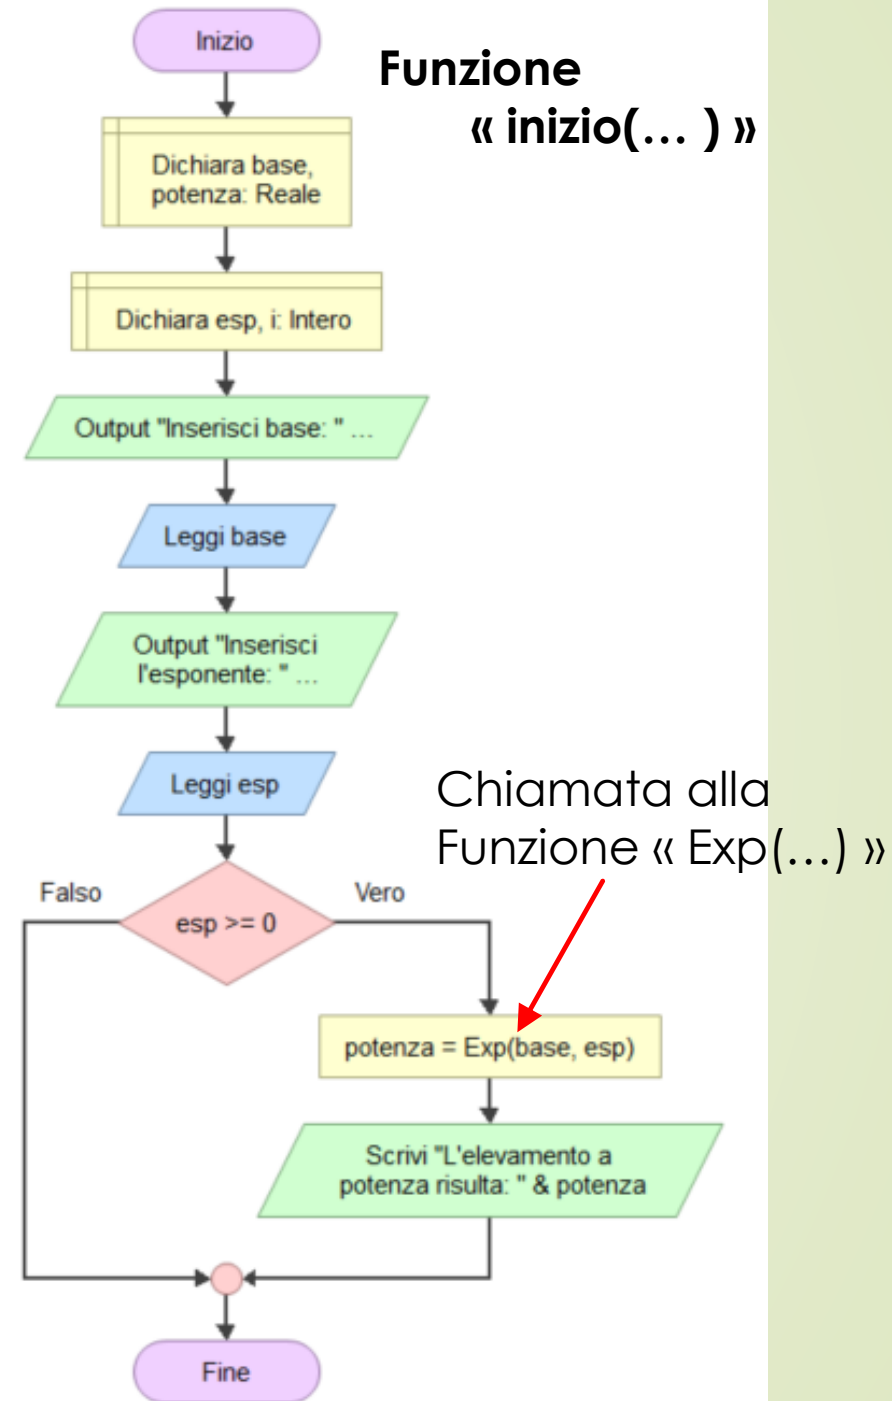 Inizio
Funzione
« inizio(… ) »
Dichiara base,
potenza: Reale
Dichiara esp, i: Intero
Output "Inserisci base: " ...
Leggi base
Output "Inserisci
l'esponente: " ...
Leggi esp
Chiamata alla
Funzione « Exp(…) »
Falso
Vero
esp >= 0
potenza = Exp(base, esp)
Scrivi "L'elevamento a
potenza risulta: " & potenza
Fine